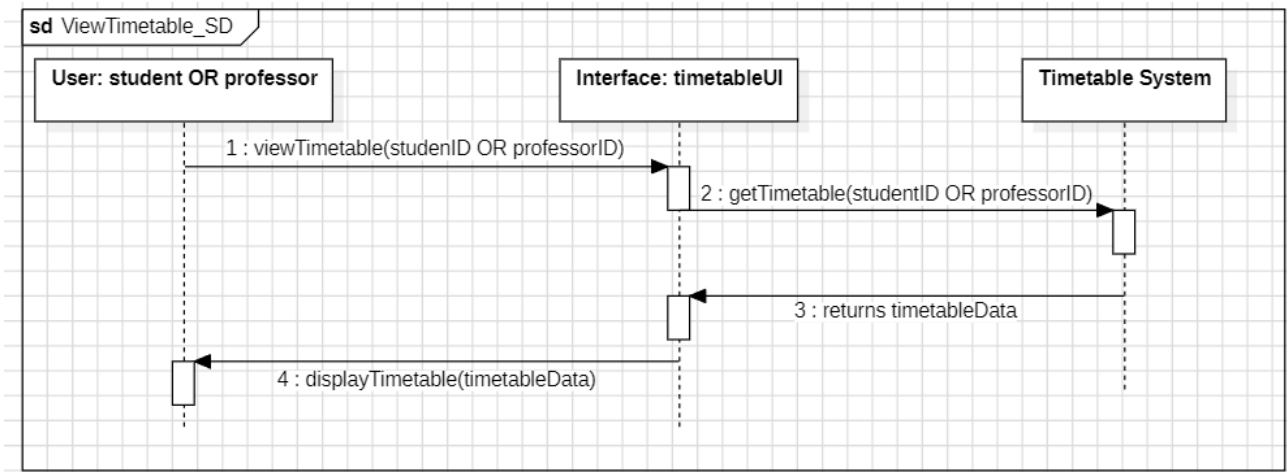 sd ViewTimetable_SD
User: student OR professor
Interface: timetableUI
Timetable System
1 : viewTimetable(studenID OR professorID)
2 : getTimetable(studentID OR professorID)
3 : returns timetableData
4 : displayTimetable(timetableData)